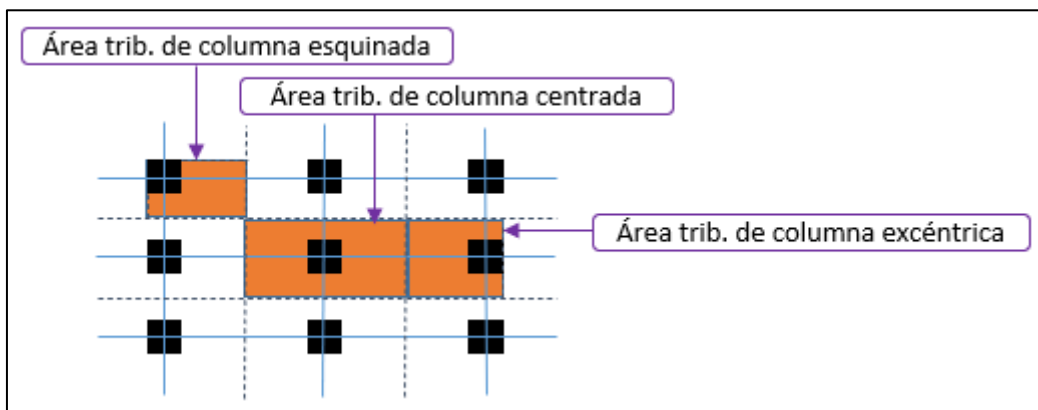 Área trib. de columna esquinada
Área trib. de columna centrada
Área trib. de columna excéntrica